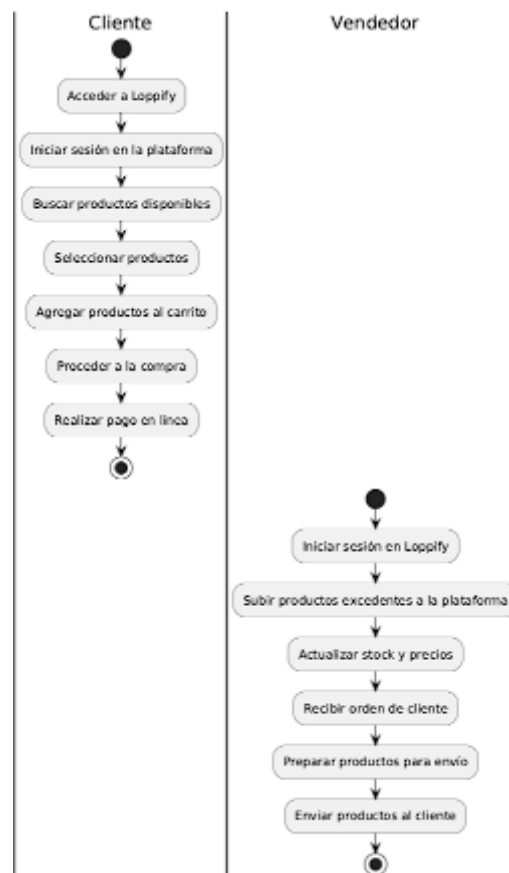 Cliente
Vendedor
Acceder a Loppify
Iniciar sesión en la plataforma
Buscar productos disponibles
Seleccionar productos
Agregar productos al carrito
Proceder a la compra
Realizar pago en línea
Iniciar sesión en Loppify
Subir productos excedentes a la plataforma
Actualizar stock y precios
Recibir orden de cliente
Preparar productos para envío
Enviar productos al cliente